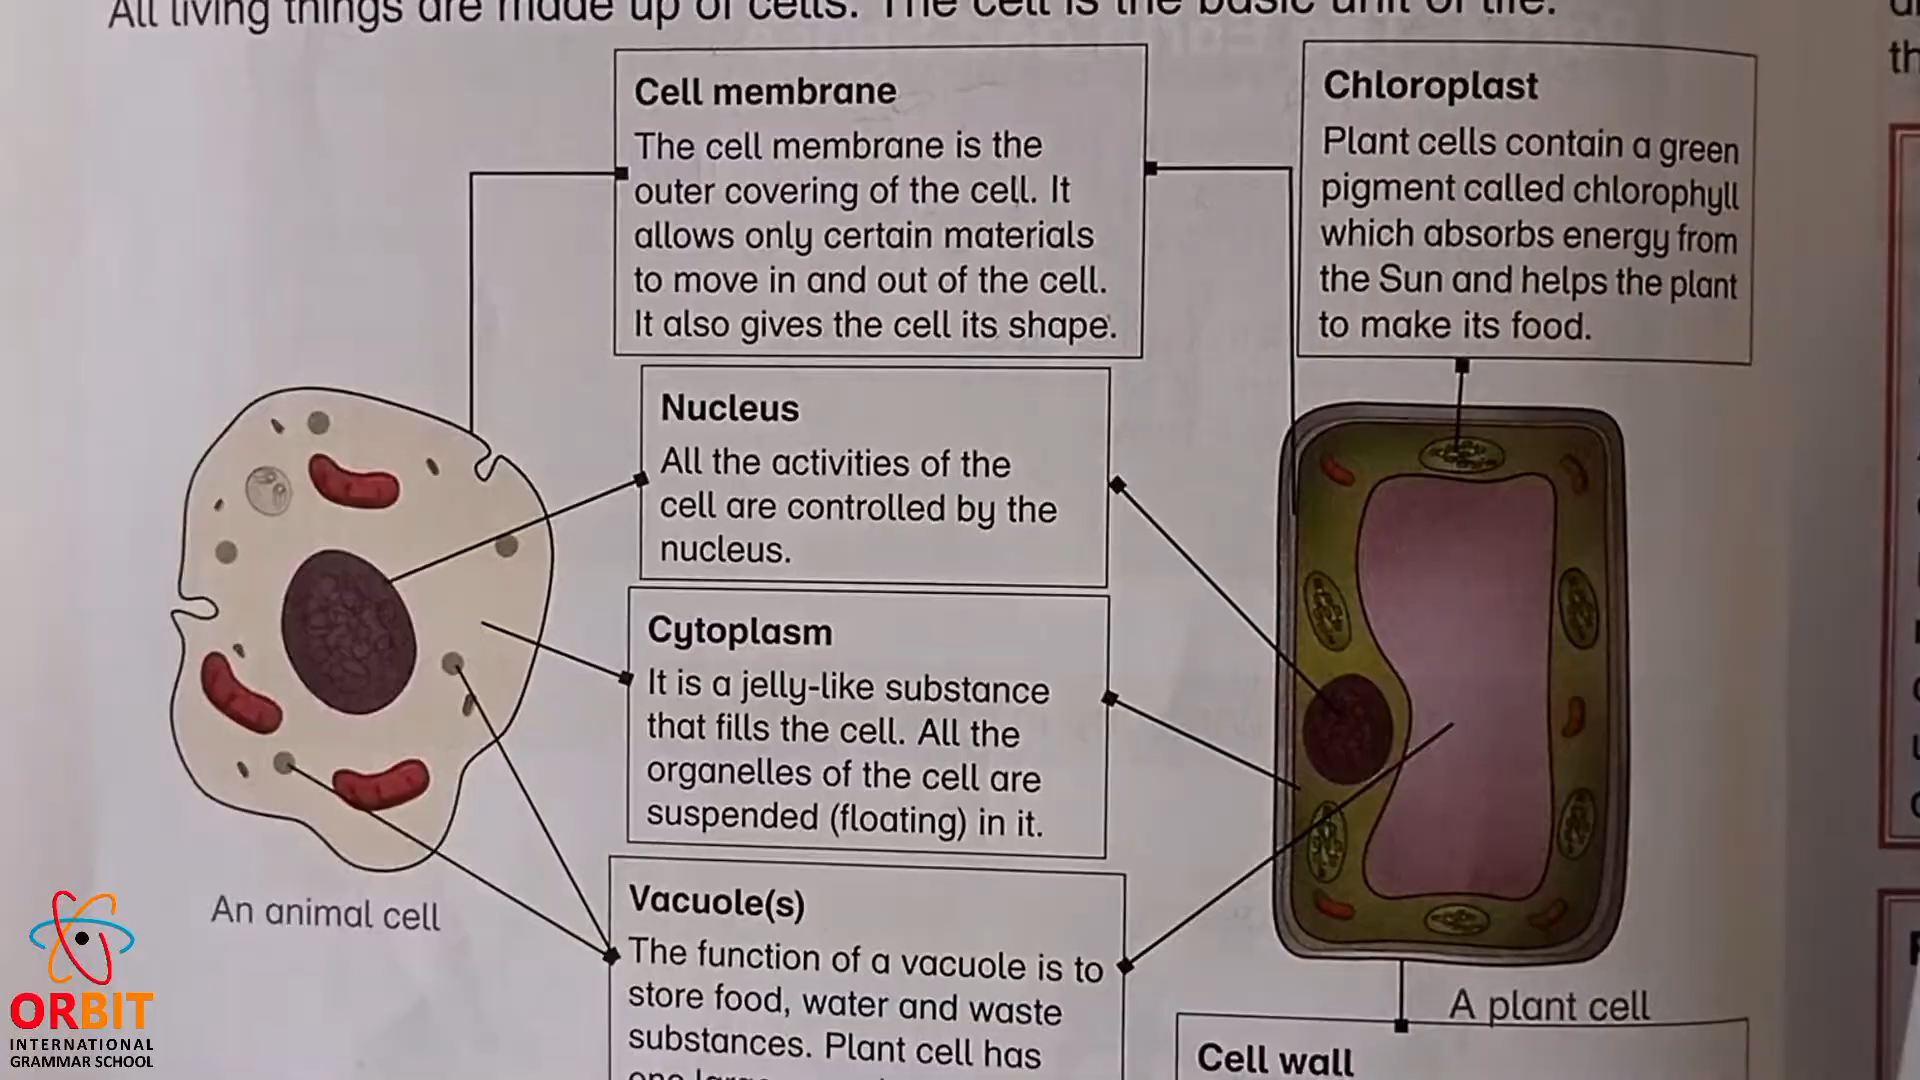 All living things are made up of cells. The cell is the basic unit of life.
Cell membrane
The cell membrane is the
outer covering of the cell. It
allows only certain materials
to move in and out of the cell.
It also gives the cell its shape.
Chloroplast
Plant cells contain a green
pigment called chlorophyll
which absorbs energy from
the Sun and helps the plant
to make its food.
Nucleus
All the activities of the
cell are controlled by the
nucleus.
Cytoplasm
It is a jelly-like substance
that fills the cell. All the
organelles of the cell are
suspended (floating) in it.
Vacuole(s)
The function of a vacuole is to
store food, water and waste
substances. Plant cell has
An animal cell
A plant cell
Cell wall
ORBIT
INTERNATIONAL
GRAMMAR SCHOOL